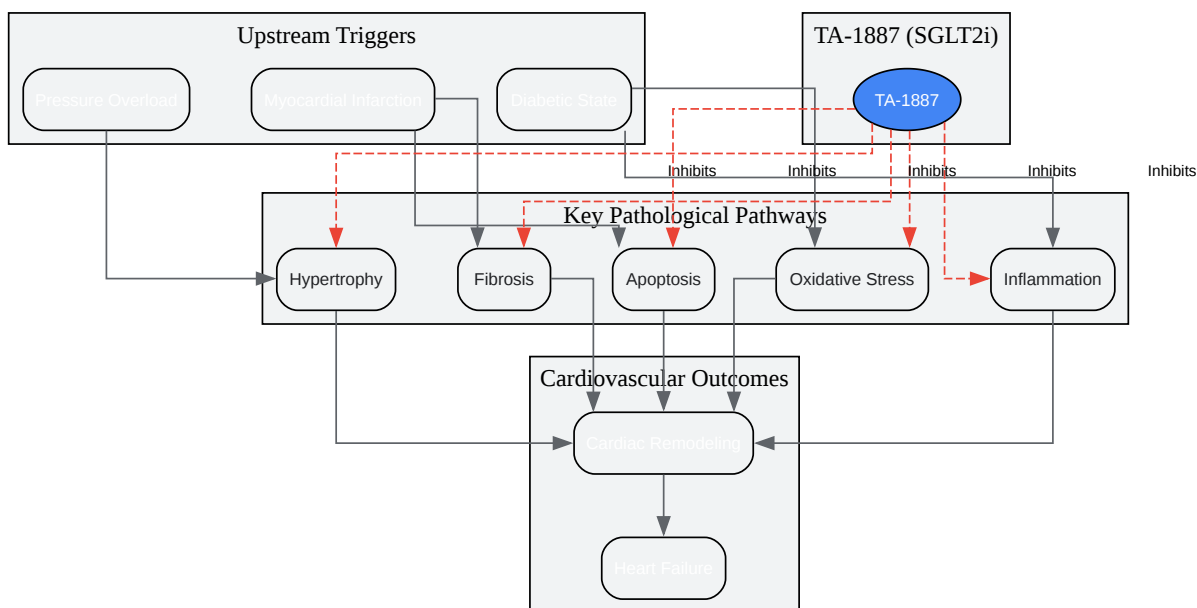 Upstream Triggers
TA-1887 (SGLT2i)
Pressure Overload
Myocardial Infarction
Diabetic State
TA-1887
Inhibits
Inhibits
Inhibits
Inhibits
Inhibits
Key Pathological Pathways
Hypertrophy
Fibrosis
Apoptosis
Oxidative Stress
Inflammation
Cardiovascular Outcomes
Cardiac Remodeling
Heart Failure